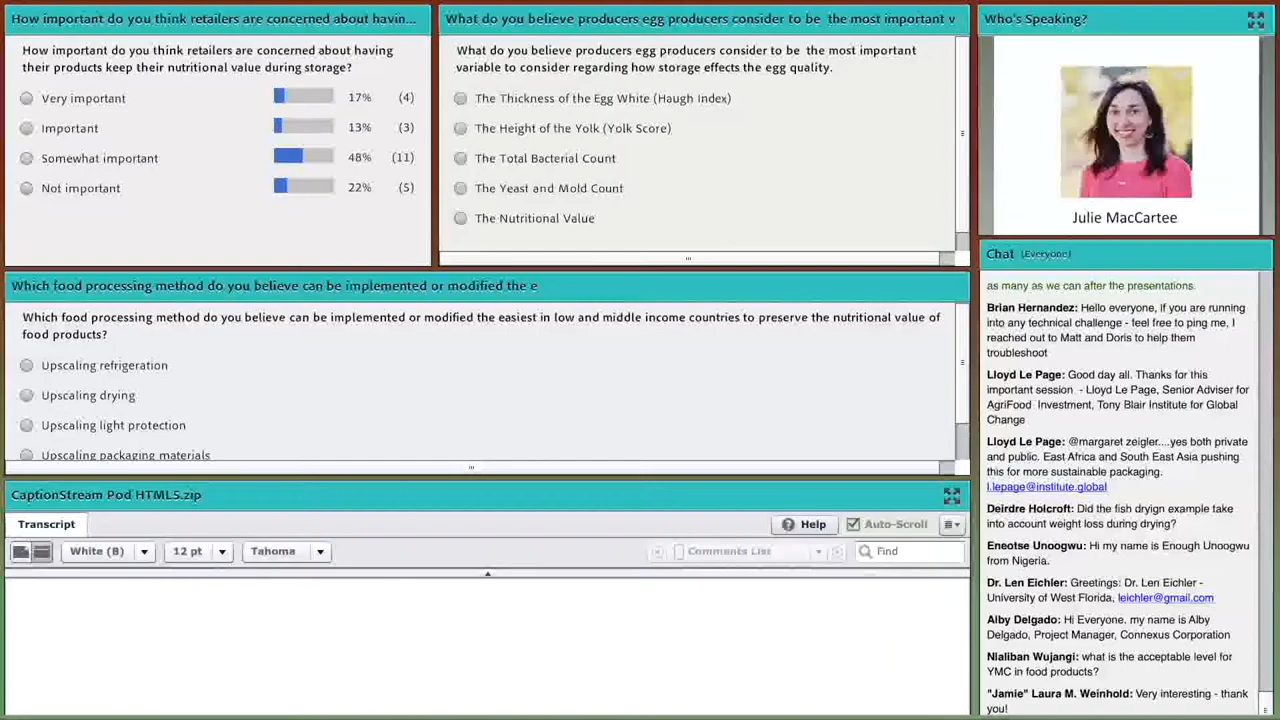 How important do you think retailers are concerned about havin...
How important do you think retailers are concerned about having
their products keep their nutritional value during storage?
Very important 17% (4)
Important 13% (3)
Somewhat important 48% (11)
Not important 22% (5)
What do you believe producers egg producers consider to be the most important v
What do you believe producers egg producers consider to be the most important
variable to consider regarding how storage effects the egg quality.
The Thickness of the Egg White (Haugh Index)
The Height of the Yolk (Yolk Score)
The Total Bacterial Count
The Yeast and Mold Count
The Nutritional Value
Who's Speaking?
Julie MacCartee
Which food processing method do you believe can be implemented or modified the e
Which food processing method do you believe can be implemented or modified the easiest in low and middle income countries to preserve the nutritional value of
food products?
Upscaling refrigeration
Upscaling drying
Upscaling light protection
Upscaling packaging materials
CaptionStream Pod HTML5.zip
Transcript
Help
Auto-Scroll
White (B)
12 pt
Tahoma
Comments List
Find
Chat (Everyone)
as many as we can after the presentations.
Brian Hernandez: Hello everyone, if you are running
into any technical challenge - feel free to ping me, I
reached out to Matt and Doris to help them
troubleshoot
Lloyd Le Page: Good day all. Thanks for this
important session - Lloyd Le Page, Senior Adviser for
AgriFood Investment, Tony Blair Institute for Global
Change
Lloyd Le Page: @margaret zeigler....yes both private
and public. East Africa and South East Asia pushing
this for more sustainable packaging.
l.lepage@institute.global
Deirdre Holcroft: Did the fish dryign example take
into account weight loss during drying?
Eneotse Unoogwu: Hi my name is Enough Unoogwu
from Nigeria.
Dr. Len Eichler: Greetings: Dr. Len Eichler -
University of West Florida, leichler@gmail.com
Alby Delgado: Hi Everyone. my name is Alby
Delgado, Project Manager, Connexus Corporation
Nlaliban Wujangi: what is the acceptable level for
YMC in food products?
"Jamie" Laura M. Weinhold: Very interesting - thank
you!